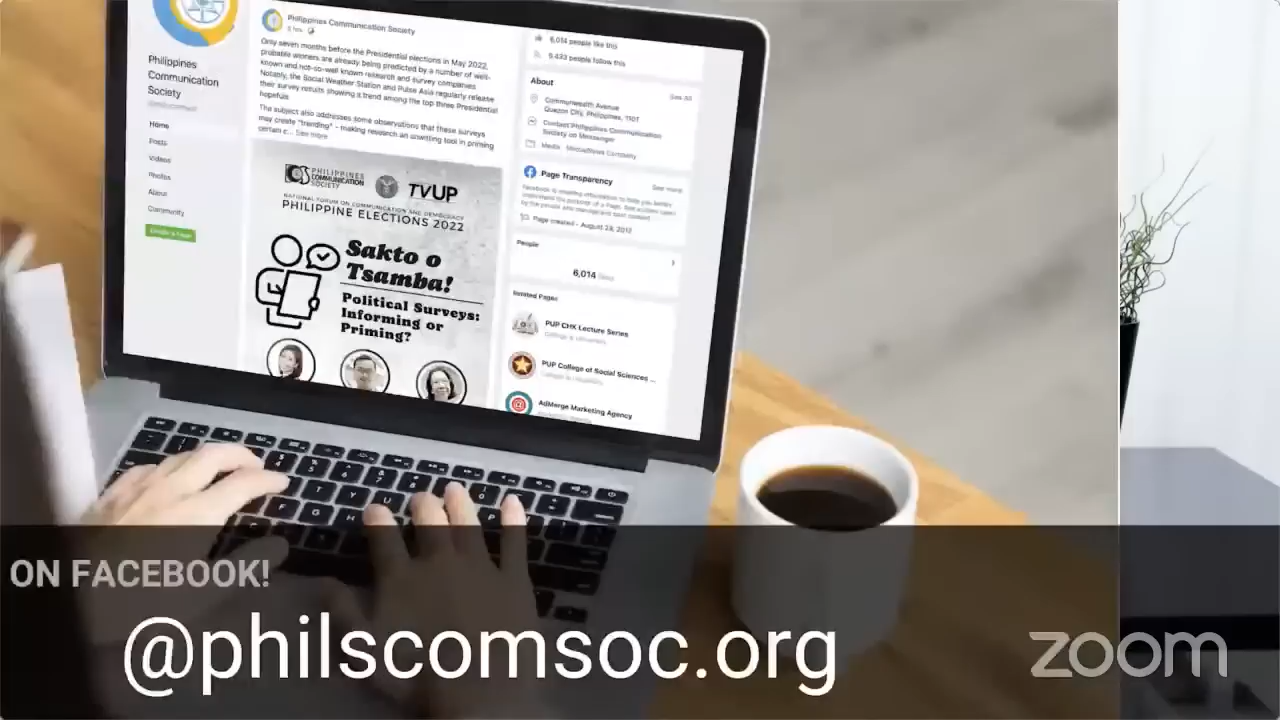 Philippines Communication Society
Philippines
Communication
Society
Home
Posts
Videos
Photos
About
Community
Only seven months before the Presidential elections in May 2022,
probable winners are already being predicted by a number of well-
known and not-so-well known research and survey companies.
Notably, the Social Weather Station and Pulse Asia regularly release
their survey results showing a trend among the top three Presidential
hopefuls.
The subject also addresses some observations that these surveys
may create "trending" - making research an unwitting tool in priming
certain c... See more
PHILIPPINES
COMMUNICATION
SOCIETY
TVUP
NATIONAL FORUM ON COMMUNICATION AND DEMOCRACY
PHILIPPINE ELECTIONS 2022
Sakto o
Tsamba!
Political Surveys:
Informing or
Priming?
6,014 people like this
About
See All
Commonwealth Avenue
Quezon City, Philippines, 1101
Contact Philippines Communication
Society on Messenger
Page Transparency
See more
Page created - August 23, 2012
People
6,014 likes
Related Pages
PUP CHK Lecture Series
PUP College of Social Sciences ...
AdMerge Marketing Agency
ON FACEBOOK!
@philscomsoc.org
zoom